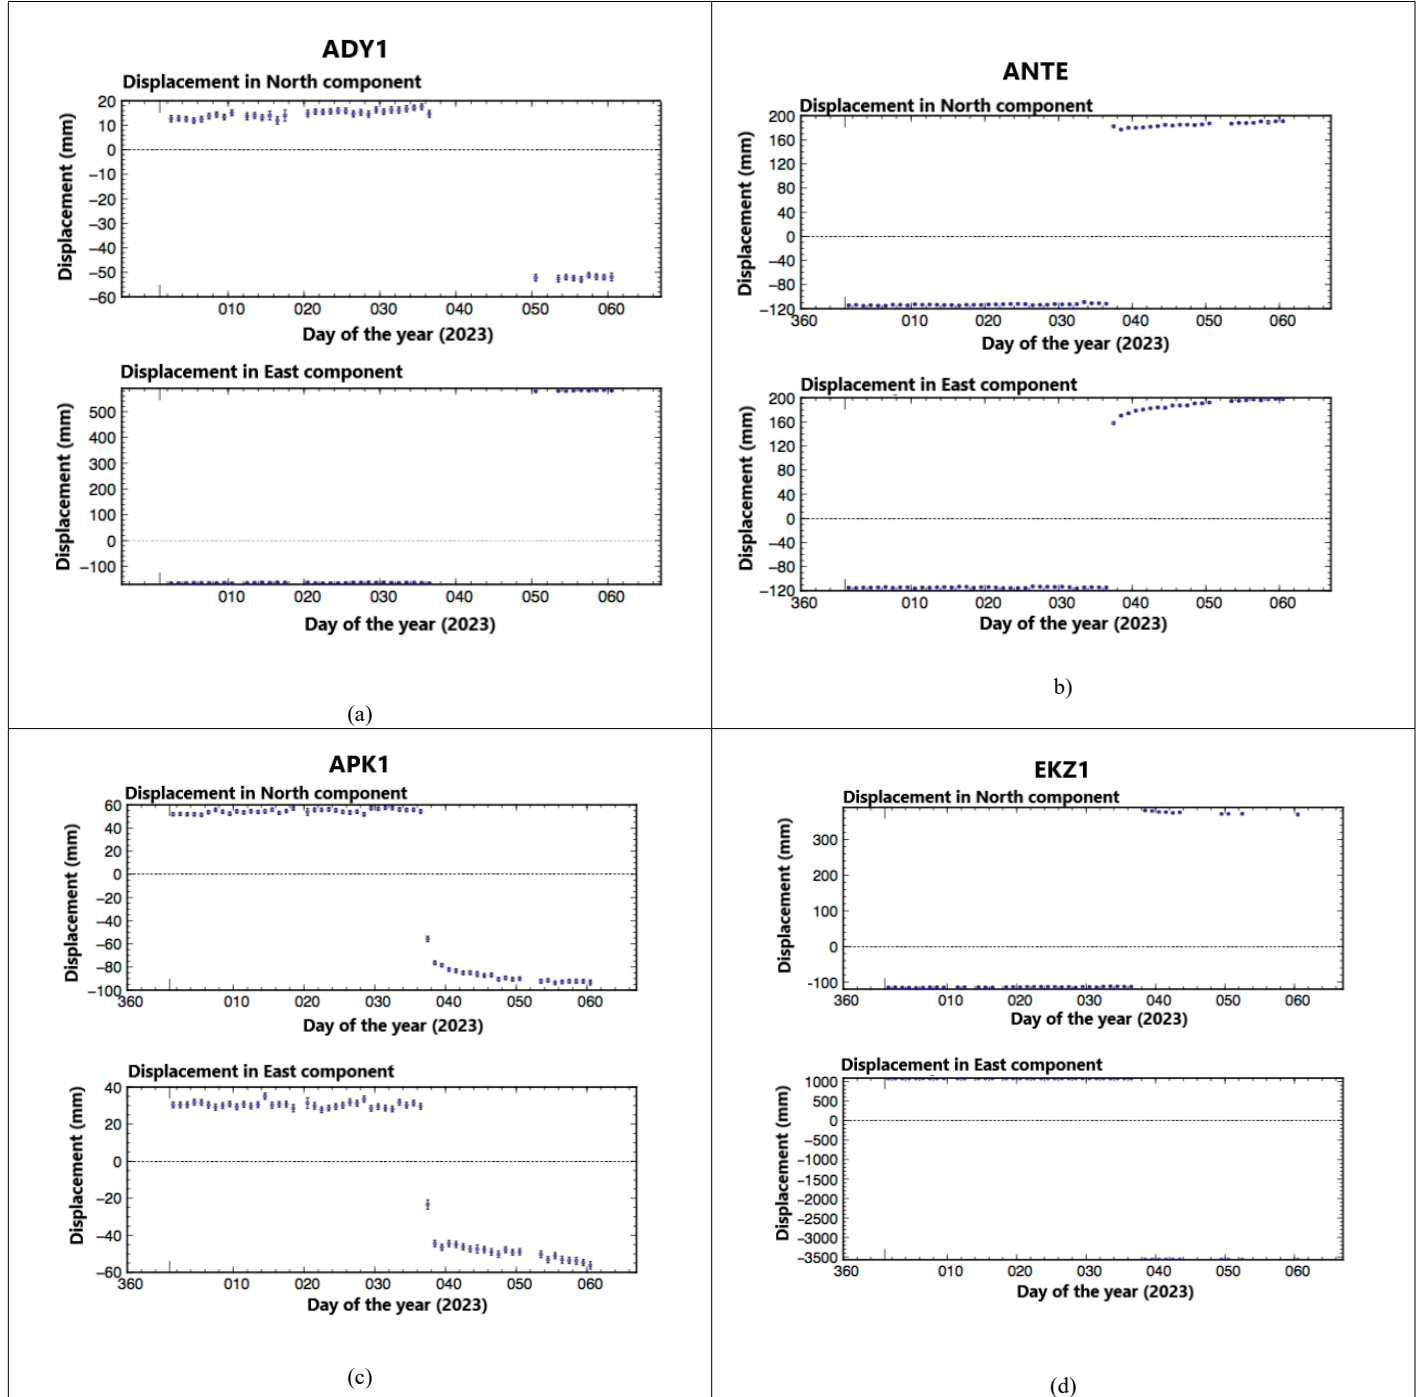 ADY1
Displacement in North component
Displacement (mm)
20
10
0
−10
−20
−30
−40
−50
−60
010 020 030 040 050 060
Day of the year (2023)
Displacement in East component
Displacement (mm)
500
400
300
200
100
0
−100
010 020 030 040 050 060
Day of the year (2023)
(a)
ANTE
Displacement in North component
Displacement (mm)
200
160
120
80
40
0
−40
−80
−120
360 010 020 030 040 050 060
Day of the year (2023)
Displacement in East component
Displacement (mm)
200
160
120
80
40
0
−40
−80
−120
360 010 020 030 040 050 060
Day of the year (2023)
b)
APK1
Displacement in North component
Displacement (mm)
60
40
20
0
−20
−40
−60
−80
−100
360 010 020 030 040 050 060
Day of the year (2023)
Displacement in East component
Displacement (mm)
40
20
0
−20
−40
−60
360 010 020 030 040 050 060
Day of the year (2023)
(c)
EKZ1
Displacement in North component
Displacement (mm)
300
200
100
0
-100
360 010 020 030 040 050 060
Day of the year (2023)
Displacement in East component
Displacement (mm)
1000
500
0
−500
−1000
−1500
−2000
−2500
−3000
−3500
360 010 020 030 040 050 060
Day of the year (2023)
(d)